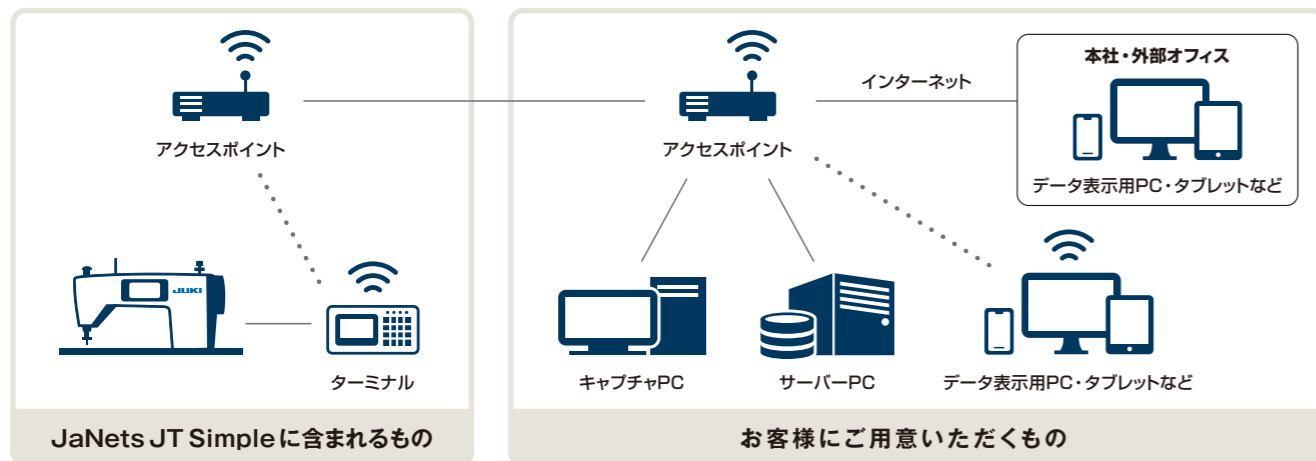 アクセスポイント
JUKI
ターミナル
JaNets JT Simpleに含まれるもの
アクセスポイント
インターネット
本社・外部オフィス
データ表示用PC・タブレットなど
キャプチャPC
サーバーPC
データ表示用PC・タブレットなど
お客様にご用意いただくもの